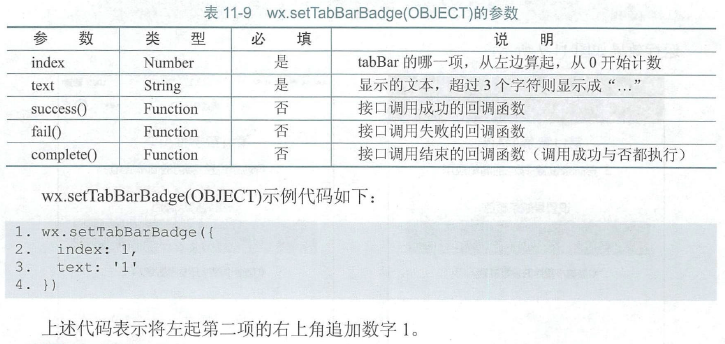 表 11-9 wx.setTabBarBadge(OBJECT)的参数
参 数 类 型 必 填 说 明
index Number 是 tabBar 的哪一项，从左边算起，从 0 开始计数
text String 是 显示的文本，超过 3 个字符则显示成“…”
success() Function 否 接口调用成功的回调函数
fail() Function 否 接口调用失败的回调函数
complete() Function 否 接口调用结束的回调函数（调用成功与否都执行）
wx.setTabBarBadge(OBJECT)示例代码如下：
1. wx.setTabBarBadge({
2. index: 1,
3. text: '1'
4. })
上述代码表示将左起第二项的右上角追加数字 1。